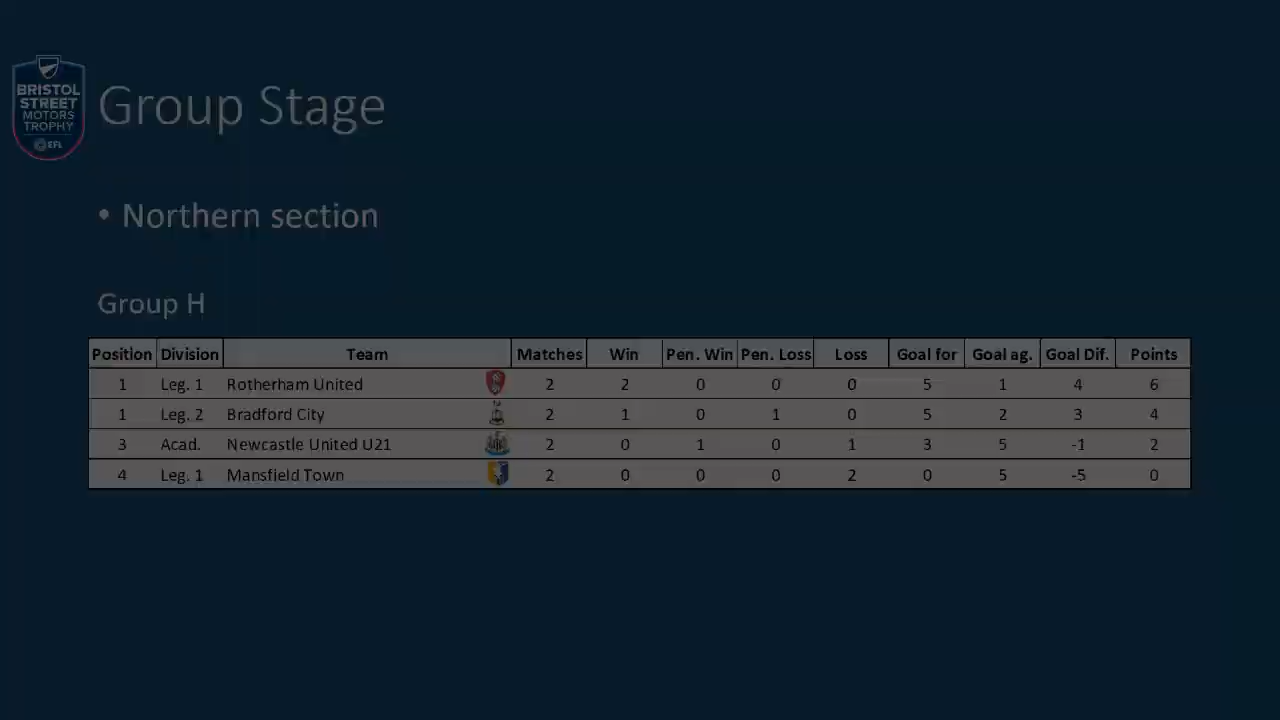 BRISTOL
STREET
MOTORS
TROPHY
EFL
Group Stage
• Northern section
Group H
Position Division Team Matches Win Pen. Win Pen. Loss Loss Goal for Goal ag. Goal Dif. Points
1 Leg. 1 Rotherham United 2 2 0 0 0 5 1 4 6
1 Leg. 2 Bradford City 2 1 0 1 0 5 2 3 4
3 Acad. Newcastle United U21 2 0 1 0 1 3 5 -1 2
4 Leg. 1 Mansfield Town 2 0 0 0 2 0 5 -5 0